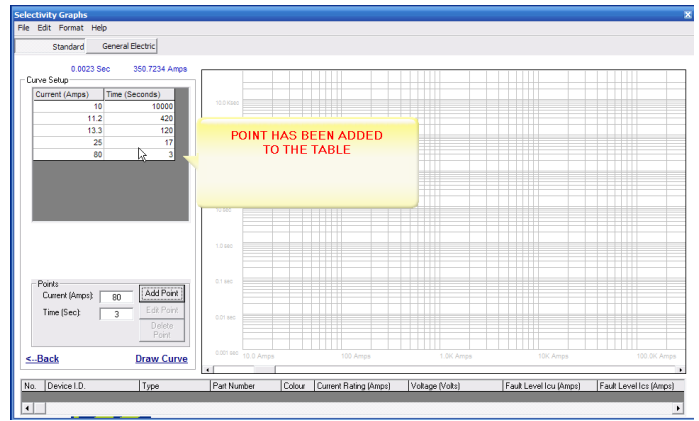 Selectivity Graphs
File Edit Format Help
Standard General Electric
0.0023 Sec 350.7234 Amps
Curve Setup
Current (Amps) Time (Seconds)
10 10000
11.2 420
13.3 120
25 17
80 3
POINT HAS BEEN ADDED
TO THE TABLE
10.0 Ksec
10 sec
1.0 sec
0.1 sec
0.01 sec
0.001 sec
10.0 Amps 100 Amps 1.0K Amps 10K Amps 100.0K Amps
Points
Current (Amps): 80 Add Point
Time (Sec): 3 Edit Point
Delete
Point
<--Back Draw Curve
No. Device I.D. Type Part Number Colour Current Rating (Amps) Voltage (Volts) Fault Level Icu (Amps) Fault Level Ics (Amps)